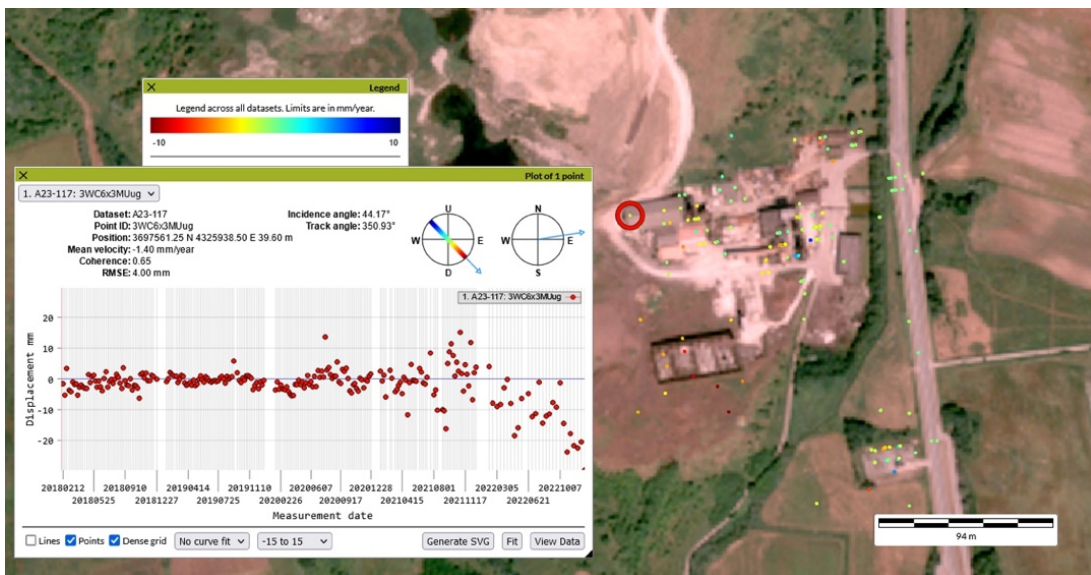 Legend
Legend across all datasets. Limits are in mm/year.
-10 10
Plot of 1 point
1. A23-117: 3WC6x3MUug
Dataset: A23-117
Point ID: 3WC6x3MUug
Position: 3697561.25 N 4325938.50 E 39.60 m
Mean velocity: -1.40 mm/year
Coherence: 0.65
RMSE: 4.00 mm
Incidence angle: 44.17°
Track angle: 350.93°
U
W E
D
N
W E
S
1. A23-117: 3WC6x3MUug
Displacement mm
20
10
0
-10
-20
20180212 20180910 20190414 20191110 20200607 20201228 20210801 20220305 20221007
20180525 20181227 20190725 20200226 20200917 20210415 20211117 20220621
Measurement date
Lines Points Dense grid No curve fit -15 to 15 Generate SVG Fit View Data
94 m